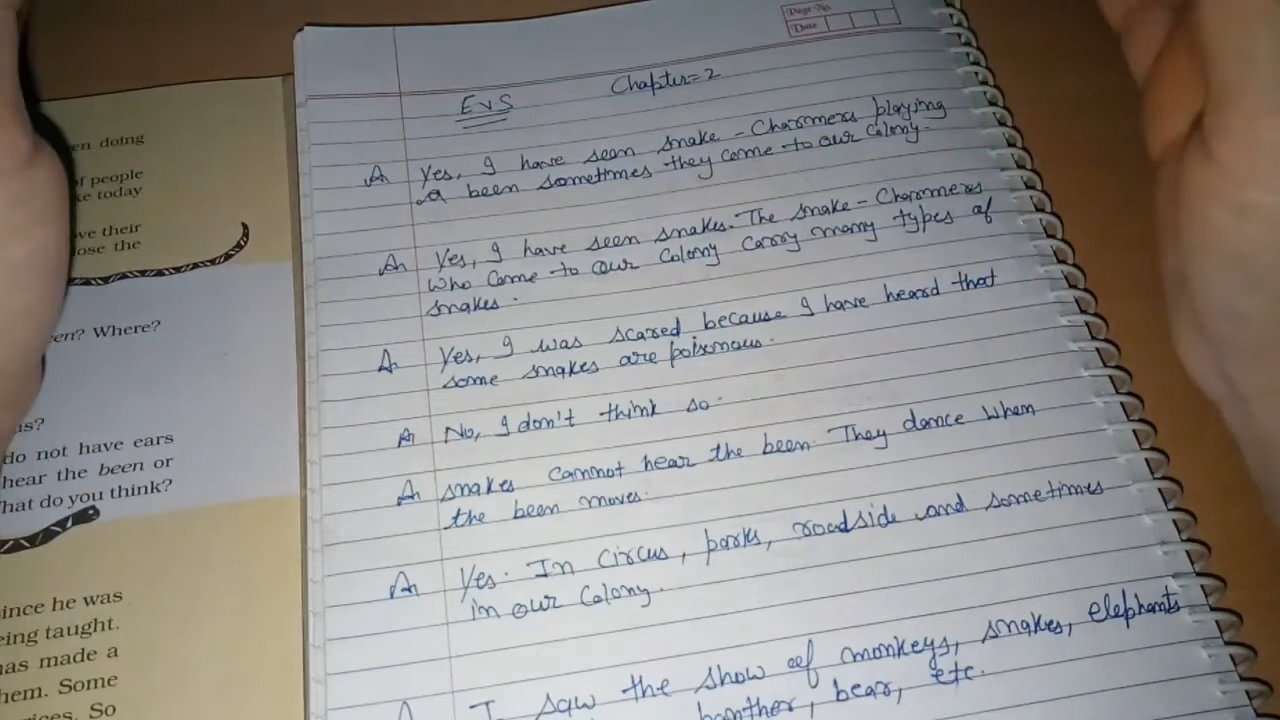 en doing
f people
ke today
ve their
ose the
en? Where?
us?
do not have ears
hear the been or
hat do you think?
ince he was
eing taught.
has made a
hem. Some
rices. So
Page No.
Date
EVS
Chapter=2
A Yes, I have seen snake-Charmers playing
a been sometimes they come to our Colony.
An Yes, I have seen snakes. The snake-Charmers
who come to our Colony carry many types of
snakes.
A Yes, I was scared because I have heard that
some snakes are poisonous.
A No, I don't think so.
A snakes cannot hear the been. They dance when
the been moves.
An Yes. In circus, parks, roadside and sometimes
in our Colony.
A I saw the show of monkeys, snakes, elephants
panther, bear, etc.